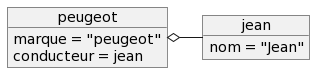 peugeot
marque = "peugeot"
conducteur = jean
jean
nom = "Jean"